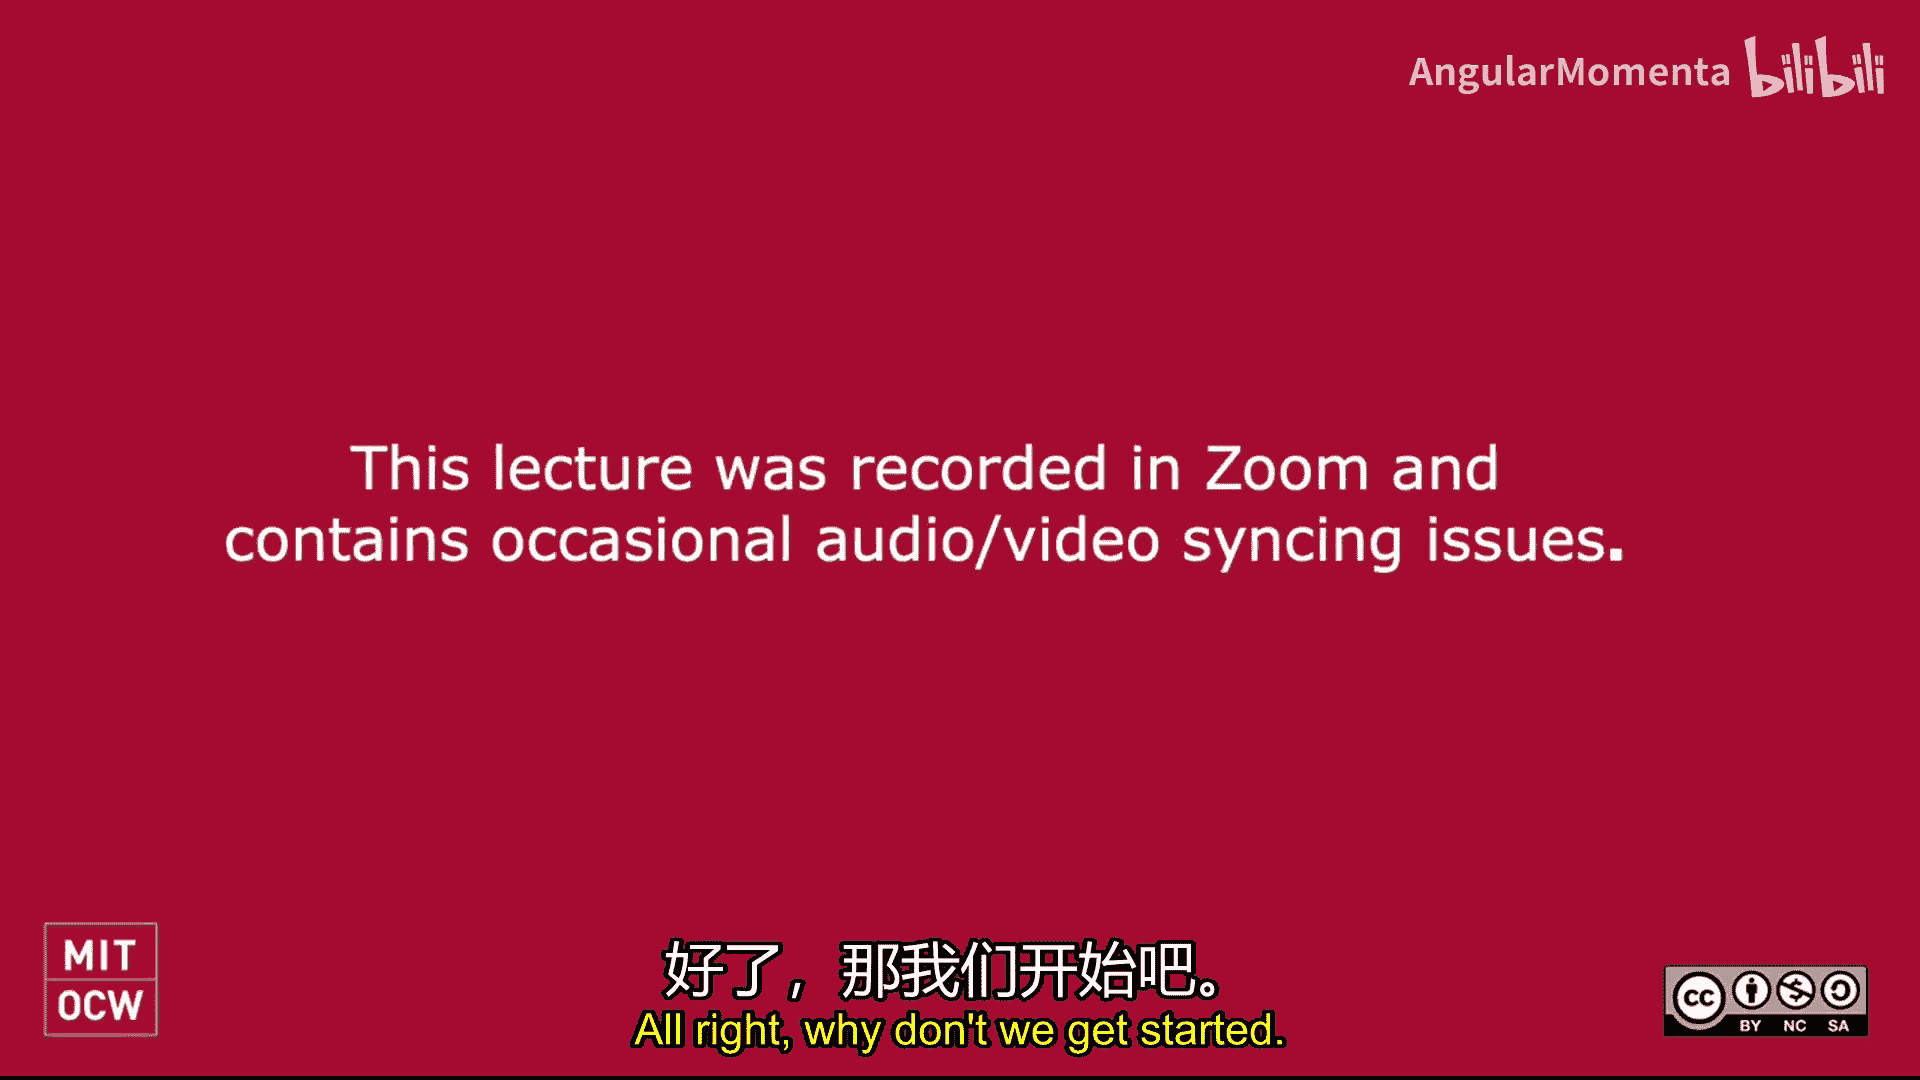 AngularMomenta bilibili
This lecture was recorded in Zoom and
contains occasional audio/video syncing issues.
好了，那我们开始吧。
All right, why don't we get started.
MIT
OCW
cc
BY NC SA